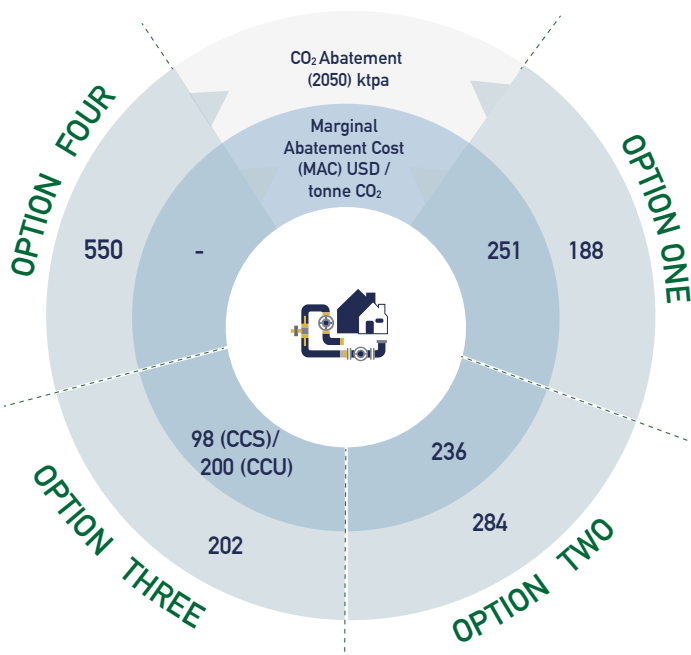 CO₂ Abatement
(2050) ktpa
Marginal
Abatement Cost
(MAC) USD /
tonne CO₂
OPTION ONE
251
188
OPTION TWO
236
284
OPTION THREE
98 (CCS)/
200 (CCU)
202
OPTION FOUR
550
-